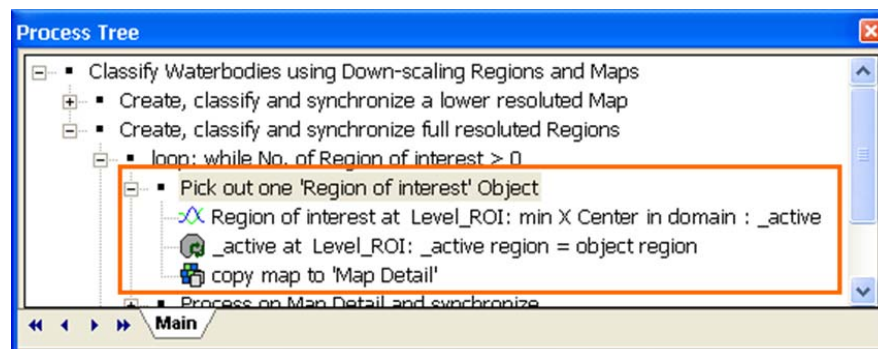 Process Tree
Classify Waterbodies using Down-scaling Regions and Maps
Create, classify and synchronize a lower resoluted Map
Create, classify and synchronize full resoluted Regions
loop: while No. of Region of interest > 0
Pick out one 'Region of interest' Object
Region of interest at Level_ROI: min X Center in domain : _active
_active at Level_ROI: _active region = object region
copy map to 'Map Detail'
Process on Map Detail and synchronize
Main